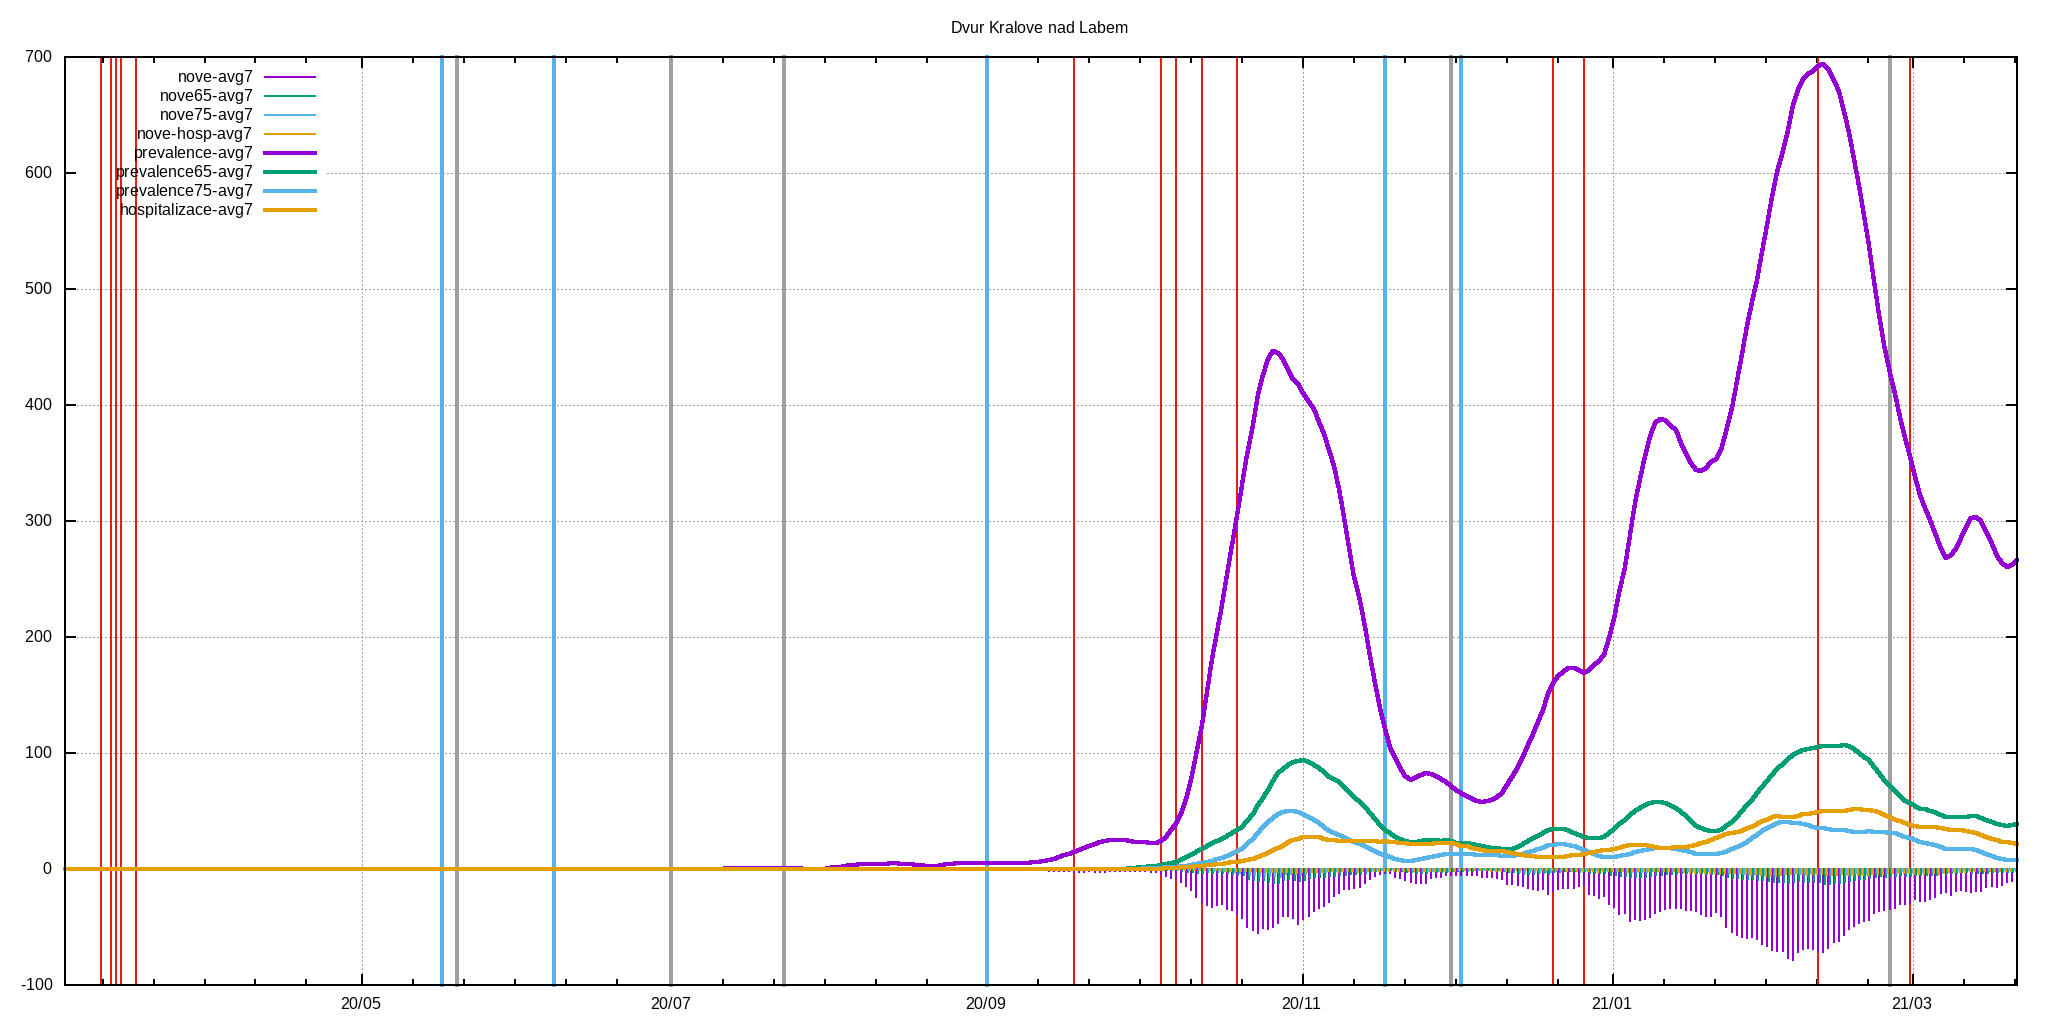 Dvur Kralove nad Labem
700
600
500
400
300
200
100
0
-100
nove-avg7
nove65-avg7
nove75-avg7
nove-hosp-avg7
prevalence-avg7
prevalence65-avg7
prevalence75-avg7
hospitalizace-avg7
20/05
20/07
20/09
20/11
21/01
21/03